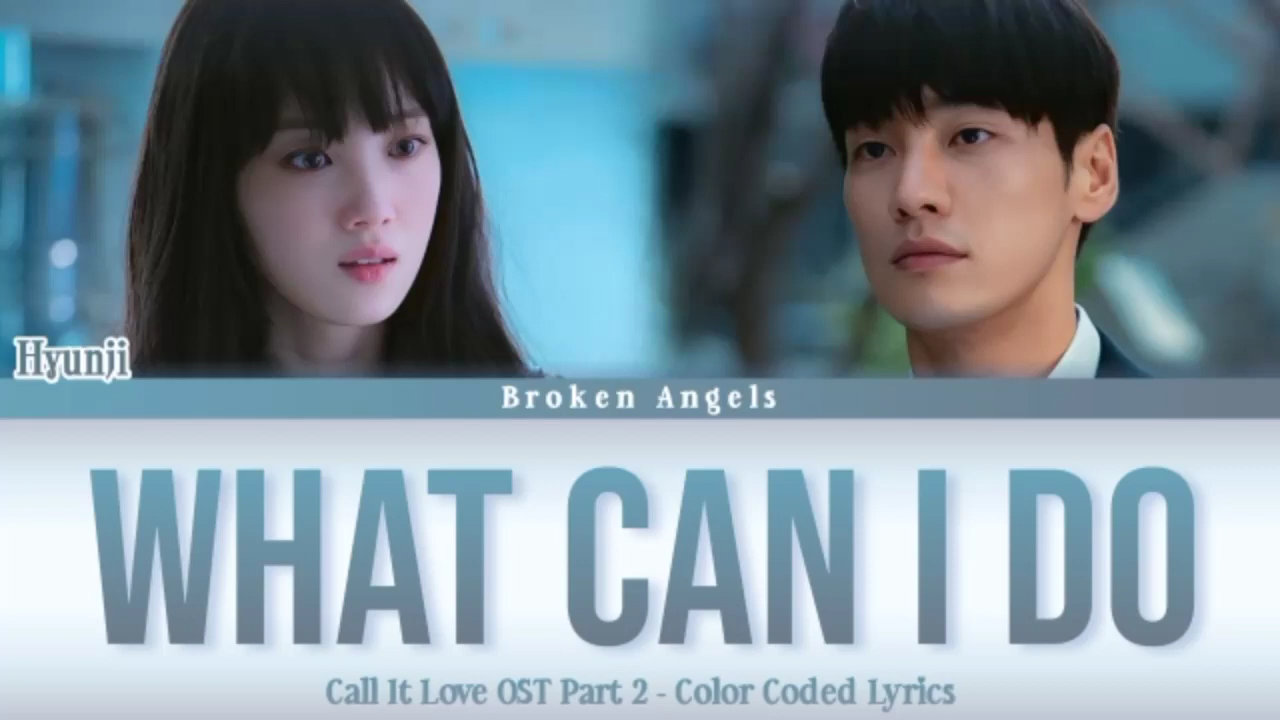 Hyunji
Broken Angels
WHAT CAN I DO
Call It Love OST Part 2 - Color Coded Lyrics